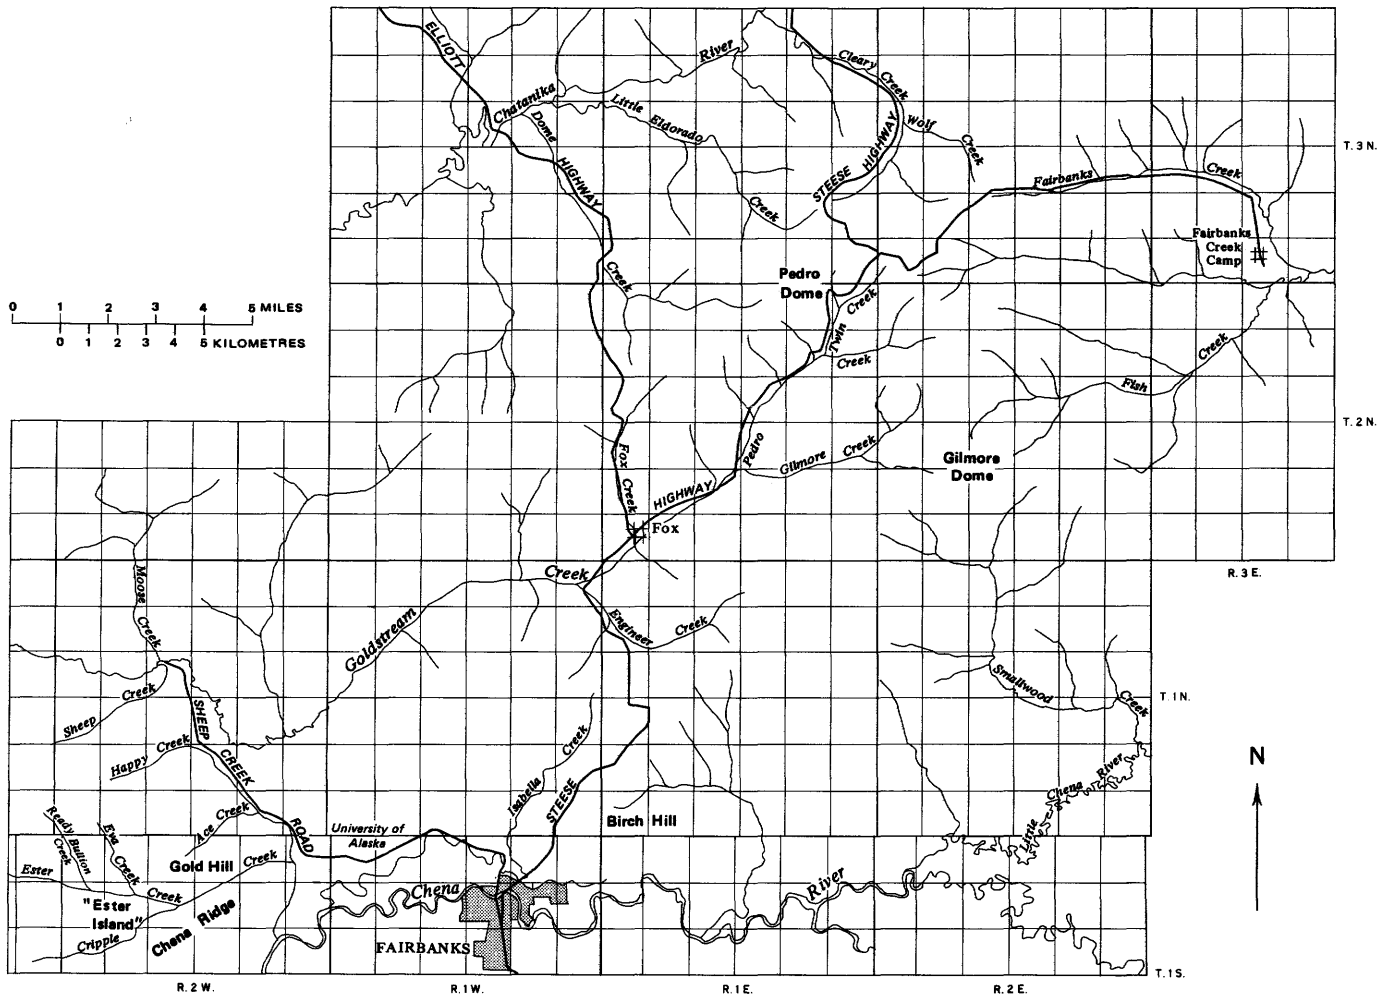 ELLIOTT
River
Cleary Creek
Chatanika
Little
Eldorado
Creek
Dome
HIGHWAY
Creek
Wolf
Creek
STEESE HIGHWAY
T. 3 N.
Fairbanks
Creek
Fairbanks
Creek
Camp
Pedro
Dome
Twin Creek
Creek
0 1 2 3 4 5 MILES
0 1 2 3 4 5 KILOMETRES
Creek
Fish
T. 2 N.
Fox
Creek
Pedro
Gilmore Creek
Gilmore
Dome
HIGHWAY
Fox
Creek
R. 3 E.
Moose
Creek
Goldstream
Engineer
Creek
Smallwood
Creek
T. 1 N.
Sheep
Creek
SHEEP
CREEK
ROAD
Happy Creek
Isabella
Creek
STEESE
Little
Chena
River
N
Ready Bullion
Creek
Eva Creek
Ace Creek
University of
Alaska
Birch Hill
Gold Hill
Creek
Ester
Creek
"Ester
Island"
Chena Ridge
Cripple
Chena
River
FAIRBANKS
T. 1 S.
R. 2 W.
R. 1 W.
R. 1 E.
R. 2 E.